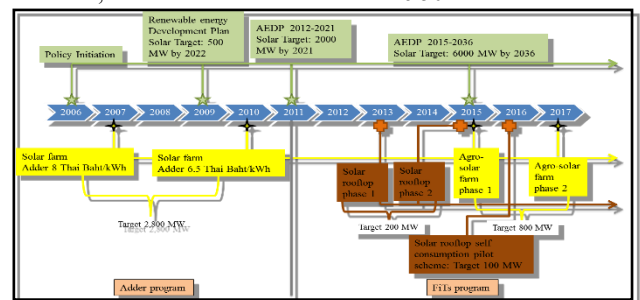 Renewable energy
Development Plan
Solar Target: 500
MW by 2022
AEDP 2012-2021
Solar Target: 2000
MW by 2021
AEDP 2015-2036
Solar Target: 6000 MW by 2036
Policy Initiation
2006 2007 2008 2009 2010 2011 2012 2013 2014 2015 2016 2017
Solar farm
Adder 8 Thai Baht/kWh
Solar farm
Adder 6.5 Thai Baht/kWh
Solar
rooftop
phase 1
Solar
rooftop
phase 2
Agro-
solar
farm
phase 1
Agro-solar
farm
phase 2
Target 2,800 MW
Target 200 MW
Target 800 MW
Solar rooftop self
consumption pilot
scheme: Target 100 MW
Adder program
FiTs program